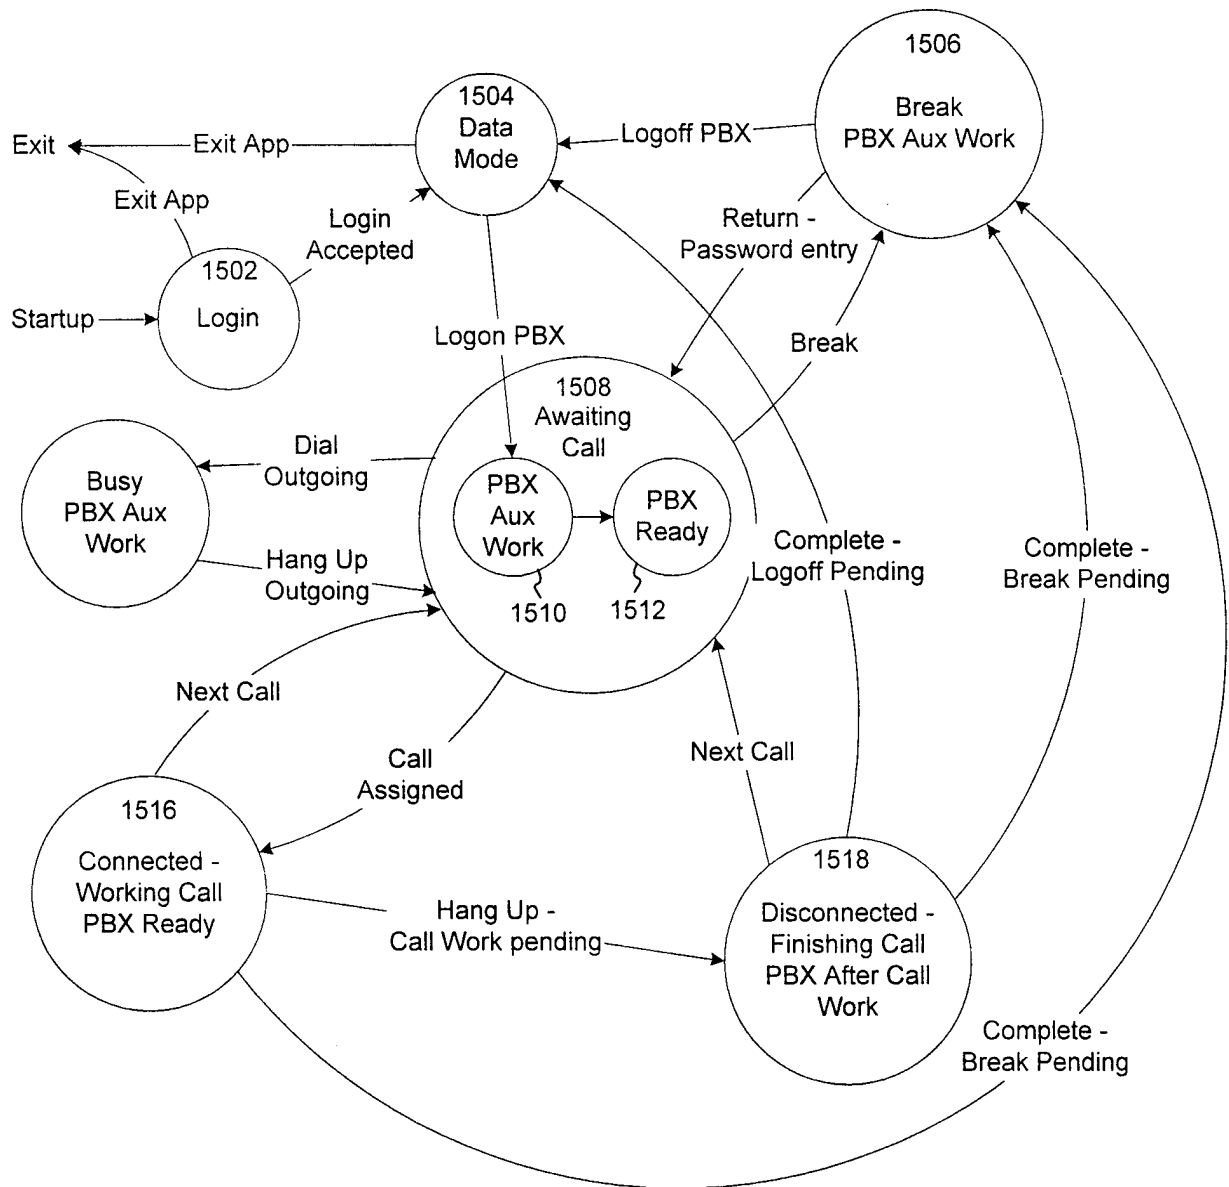 1506
Break
PBX Aux Work
1504
Data
Mode
Logoff PBX
Exit
Exit App
Exit App
Login
Accepted
Return -
Password entry
1502
Login
Startup
Logon PBX
Break
1508
Awaiting
Call
Dial
Outgoing
Busy
PBX Aux
Work
PBX
Aux
Work
PBX
Ready
Hang Up
Outgoing
1510
1512
Complete -
Logoff Pending
Complete -
Break Pending
Next Call
Call
Assigned
Next Call
1516
Connected -
Working Call
PBX Ready
Hang Up -
Call Work pending
1518
Disconnected -
Finishing Call
PBX After Call
Work
Complete -
Break Pending